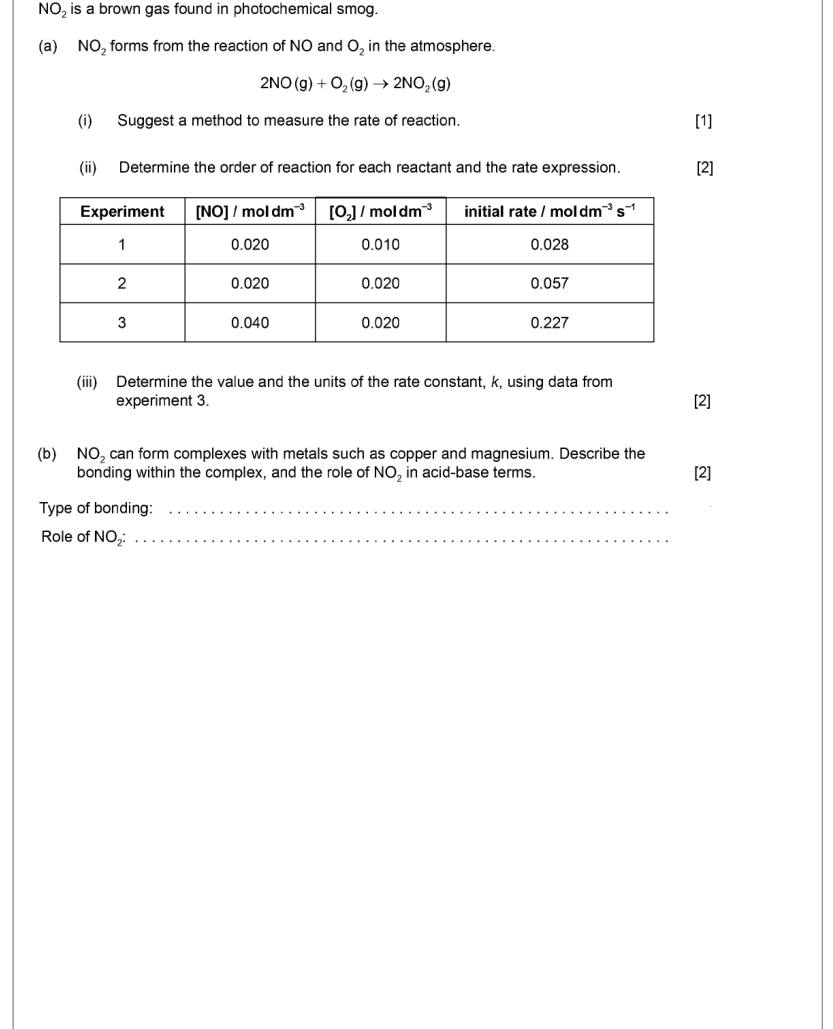 NO₂ is a brown gas found in photochemical smog.
(a) NO₂ forms from the reaction of NO and O₂ in the atmosphere.
2NO (g) + O₂ (g) → 2NO₂ (g)
(i) Suggest a method to measure the rate of reaction. [1]
(ii) Determine the order of reaction for each reactant and the rate expression. [2]
Experiment [NO] / mol dm⁻³ [O₂] / mol dm⁻³ initial rate / mol dm⁻³ s⁻¹
1 0.020 0.010 0.028
2 0.020 0.020 0.057
3 0.040 0.020 0.227
(iii) Determine the value and the units of the rate constant, k, using data from
experiment 3. [2]
(b) NO₂ can form complexes with metals such as copper and magnesium. Describe the
bonding within the complex, and the role of NO₂ in acid-base terms. [2]
Type of bonding: . . . . . . . . . . . . . . . . . . . . . . . . . . . . . . . . . . . . . . . . . . . . . . . . . . . . . . . . . . . .
Role of NO₂: . . . . . . . . . . . . . . . . . . . . . . . . . . . . . . . . . . . . . . . . . . . . . . . . . . . . . . . . . . . . . . . .